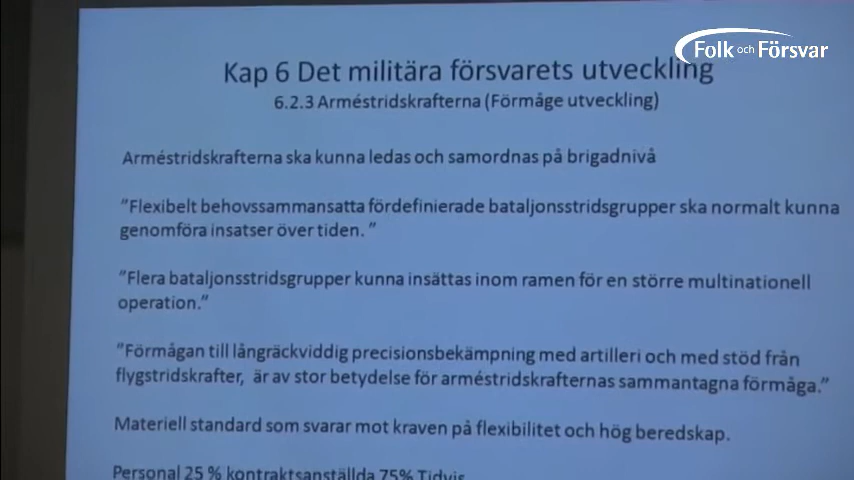 Folk och Försvar
Kap 6 Det militära försvarets utveckling
6.2.3 Arméstridskrafterna (Förmåge utveckling)
Arméstridskrafterna ska kunna ledas och samordnas på brigadnivå
”Flexibelt behovssammansatta fördefinierade bataljonsstridsgrupper ska normalt kunna
genomföra insatser över tiden. ”
”Flera bataljonsstridsgrupper kunna insättas inom ramen för en större multinationell
operation.”
”Förmågan till långräckviddig precisionsbekämpning med artilleri och med stöd från
flygstridskrafter, är av stor betydelse för arméstridskrafternas sammantagna förmåga.”
Materiell standard som svarar mot kraven på flexibilitet och hög beredskap.
Personal 25 % kontraktsanställda 75% Tidvis